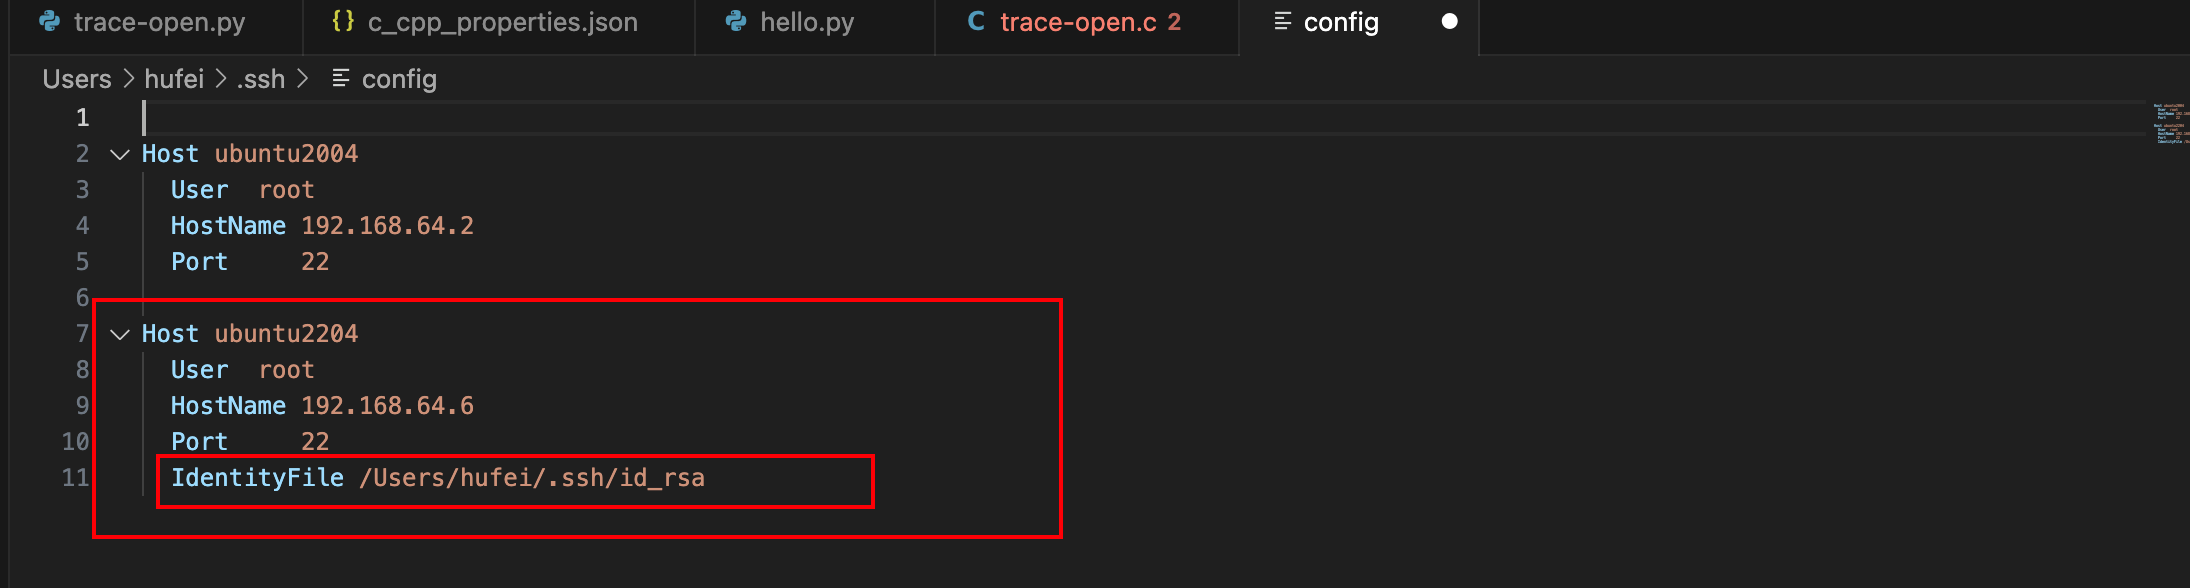 trace-open.py
{} c_cpp_properties.json
hello.py
C trace-open.c 2
config
Users > hufei > .ssh > config
1
2 Host ubuntu2004
3 User root
4 HostName 192.168.64.2
5 Port 22
6
7 Host ubuntu2204
8 User root
9 HostName 192.168.64.6
10 Port 22
11 IdentityFile /Users/hufei/.ssh/id_rsa